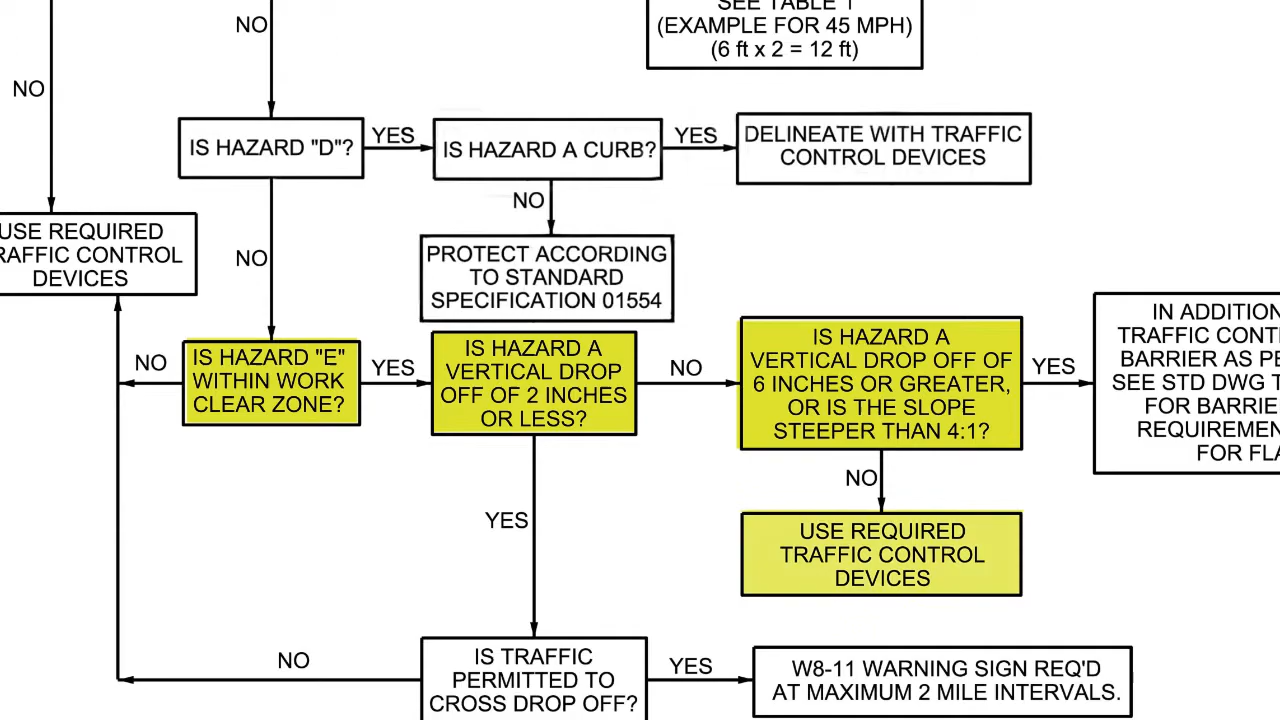 SEE TABLE 1
(EXAMPLE FOR 45 MPH)
(6 ft x 2 = 12 ft)
NO
NO
IS HAZARD "D"?
YES
IS HAZARD A CURB?
YES
DELINEATE WITH TRAFFIC
CONTROL DEVICES
NO
PROTECT ACCORDING
TO STANDARD
SPECIFICATION 01554
USE REQUIRED
RAFFIC CONTROL
DEVICES
NO
NO
IS HAZARD "E"
WITHIN WORK
CLEAR ZONE?
YES
IS HAZARD A
VERTICAL DROP
OFF OF 2 INCHES
OR LESS?
NO
IS HAZARD A
VERTICAL DROP OFF OF
6 INCHES OR GREATER,
OR IS THE SLOPE
STEEPER THAN 4:1?
YES
IN ADDITION
TRAFFIC CONT
BARRIER AS PE
SEE STD DWG T
FOR BARRIE
REQUIREMEN
FOR FLA
NO
USE REQUIRED
TRAFFIC CONTROL
DEVICES
YES
NO
IS TRAFFIC
PERMITTED TO
CROSS DROP OFF?
YES
W8-11 WARNING SIGN REQ'D
AT MAXIMUM 2 MILE INTERVALS.